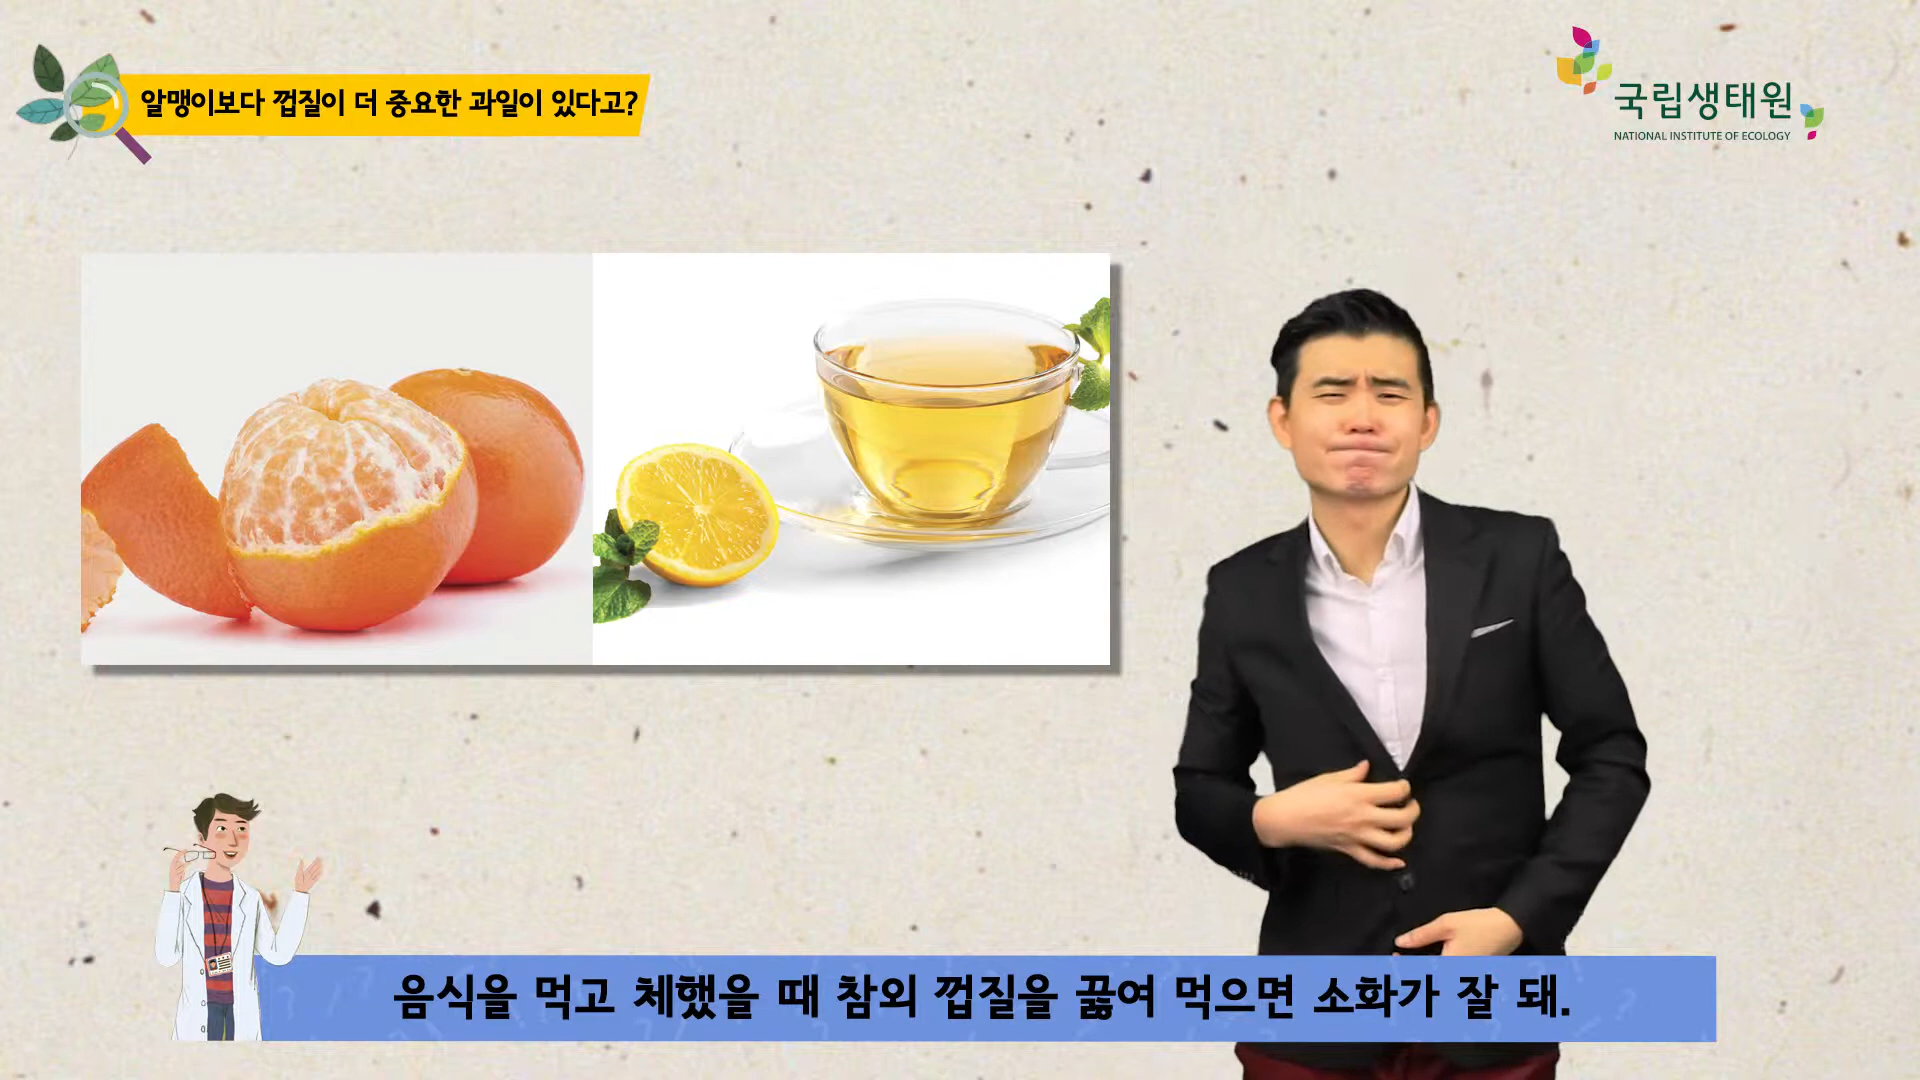 알맹이보다 껍질이 더 중요한 과일이 있다고?
국립생태원
NATIONAL INSTITUTE OF ECOLOGY
음식을 먹고 체했을 때 참외 껍질을 끓여 먹으면 소화가 잘 돼.